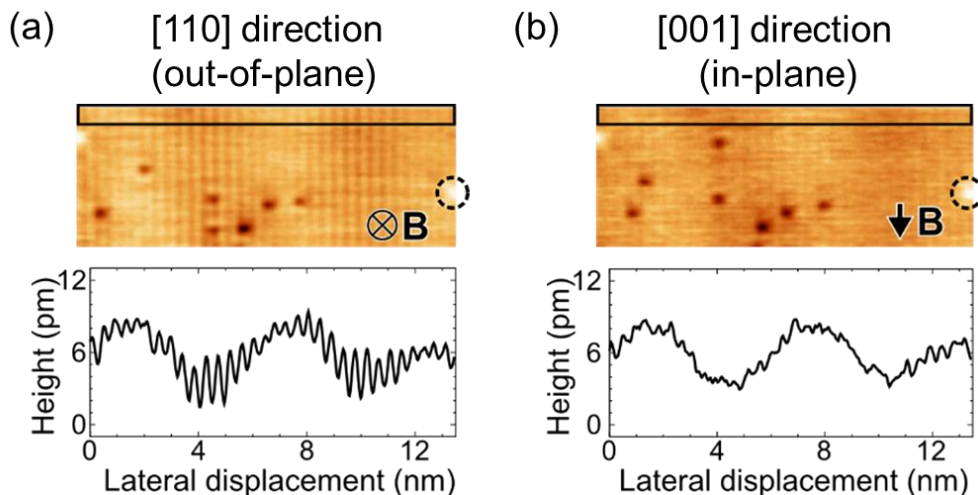 (a)
[110] direction
(out-of-plane)
B
Height (pm)
12
6
0
0
4
8
12
Lateral displacement (nm)
(b)
[001] direction
(in-plane)
B
Height (pm)
12
6
0
0
4
8
12
Lateral displacement (nm)